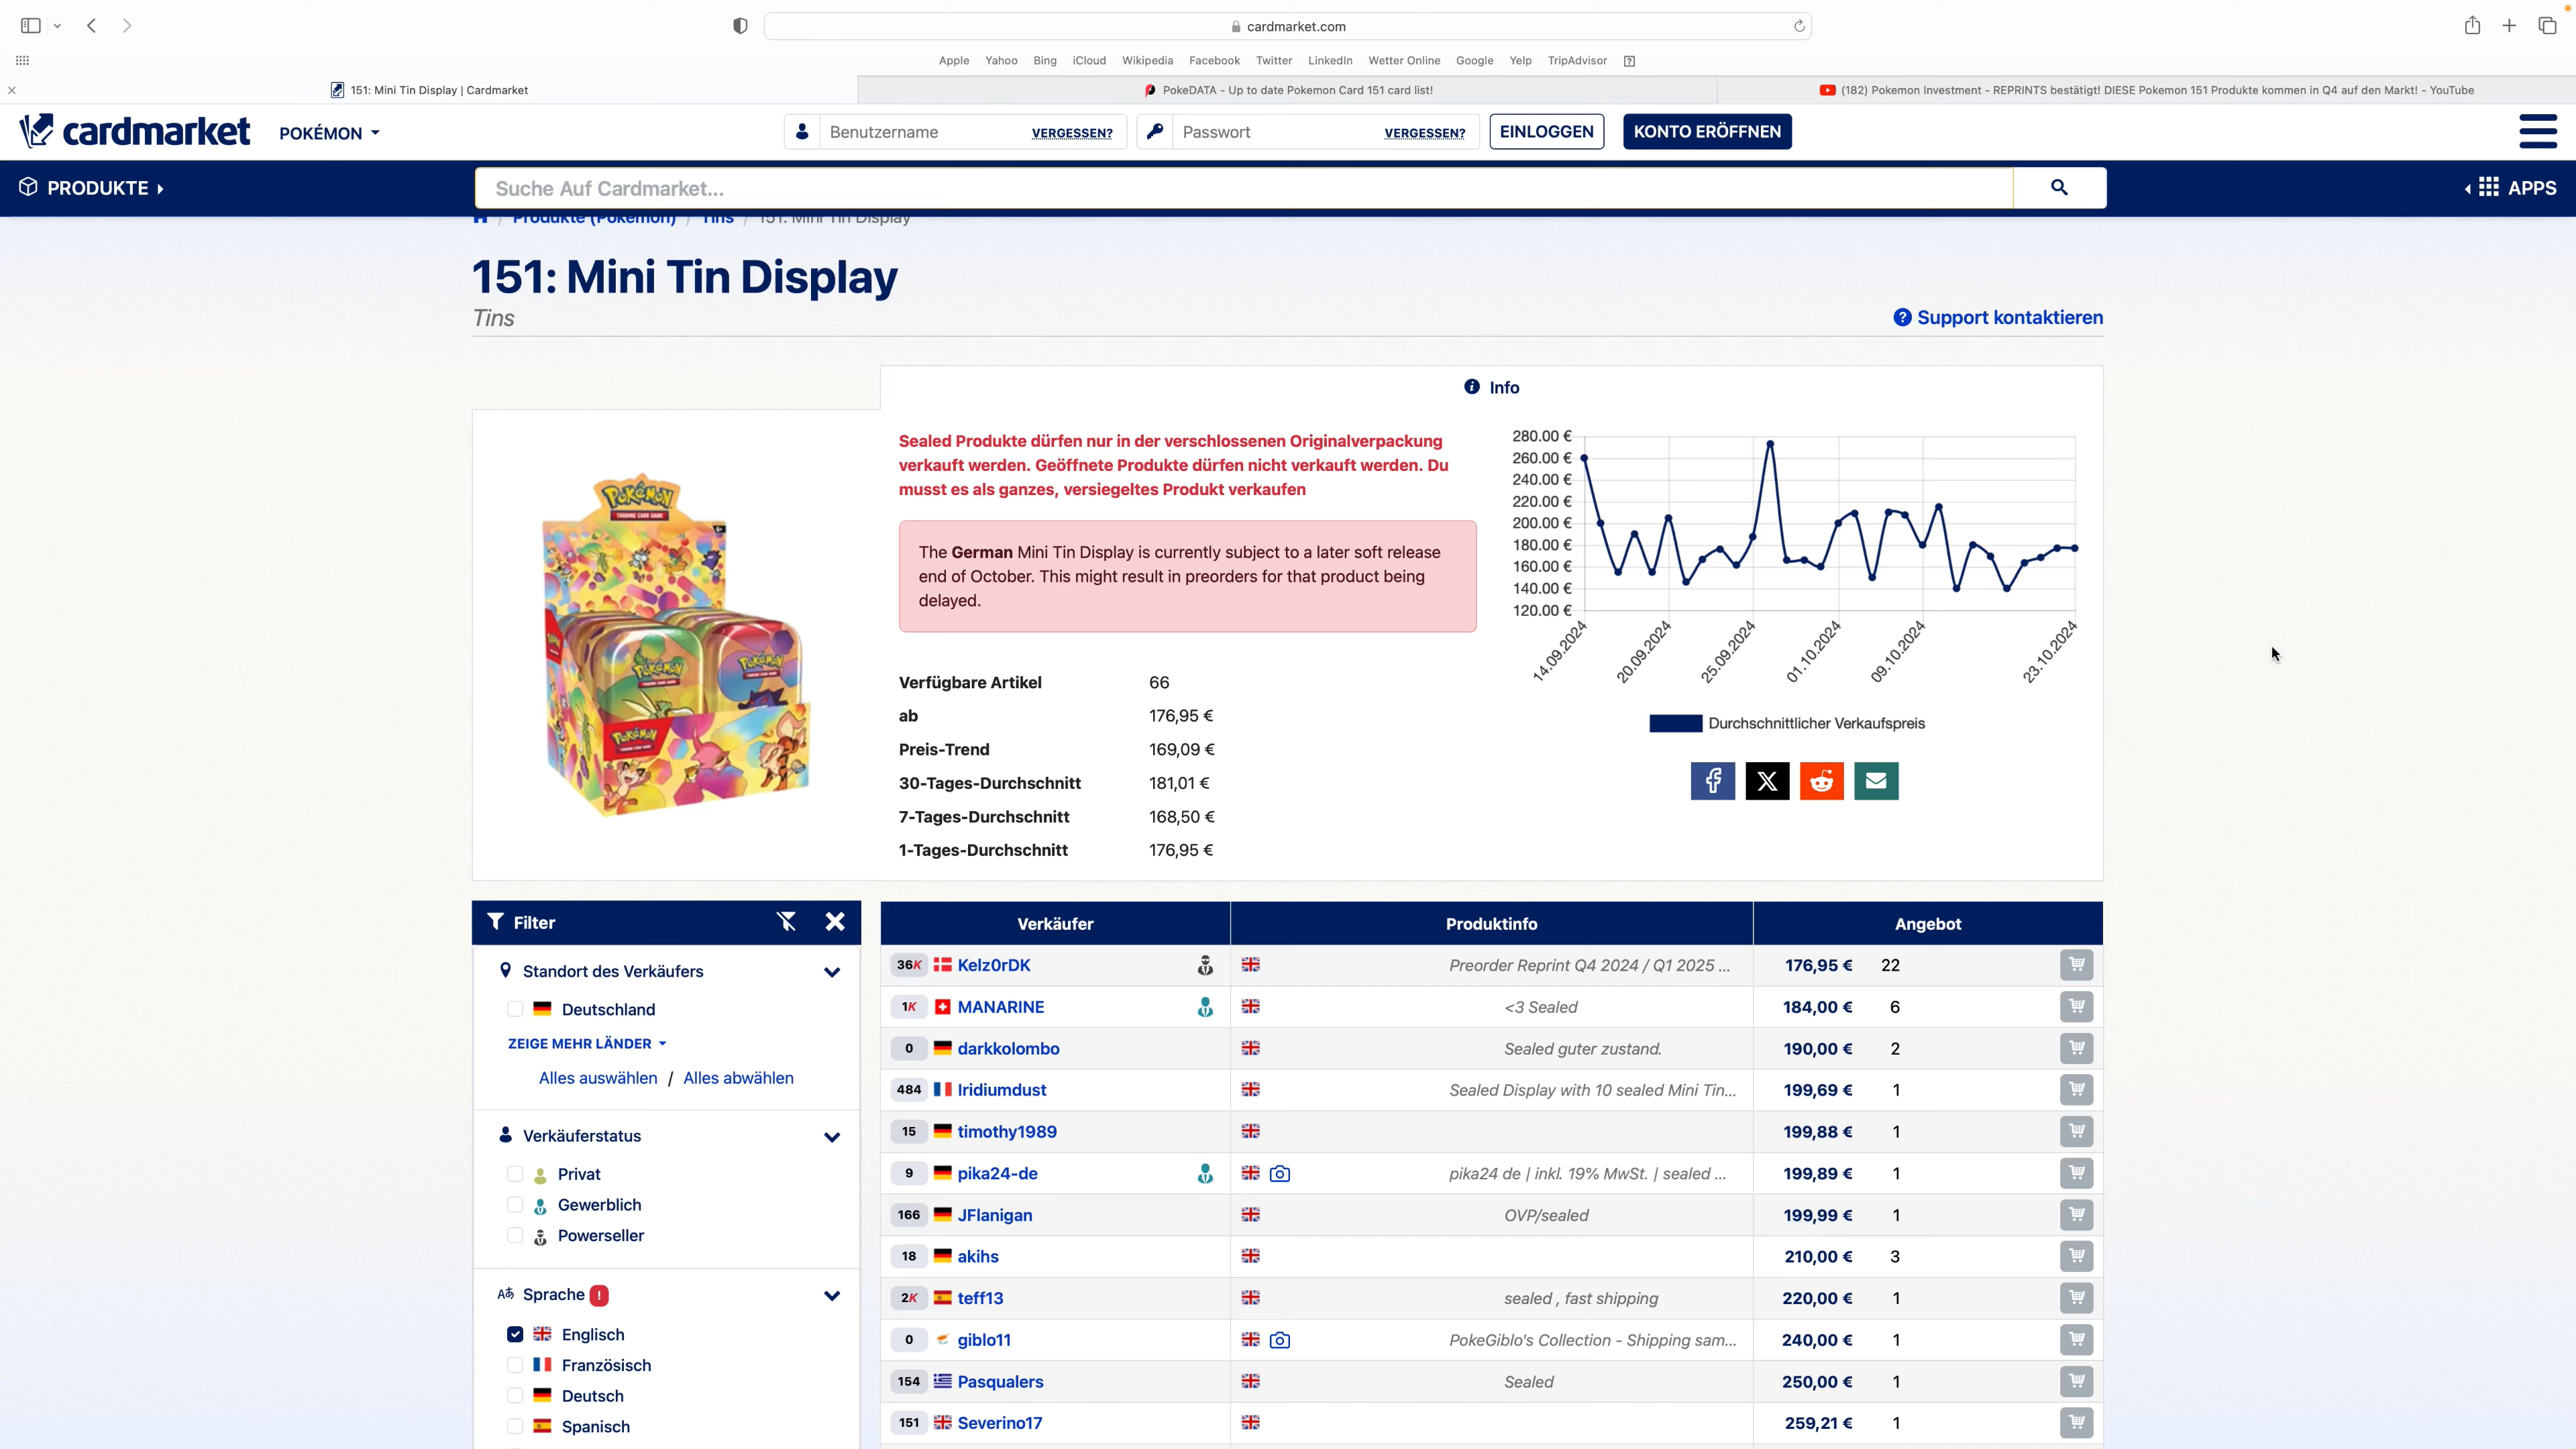 cardmarket.com
Apple Yahoo Bing iCloud Wikipedia Facebook Twitter LinkedIn Wetter Online Google Yelp TripAdvisor
151: Mini Tin Display | Cardmarket
PokeDATA - Up to date Pokemon Card 151 card list!
(182) Pokemon Investment - REPRINTS bestätigt! DIESE Pokemon 151 Produkte kommen in Q4 auf den Markt! - YouTube
cardmarket POKÉMON
Benutzername VERGESSEN?
Passwort VERGESSEN?
EINLOGGEN
KONTO ERÖFFNEN
PRODUKTE
Suche Auf Cardmarket...
APPS
/ Produkte (Pokémon) / Tins / 151: Mini Tin Display
151: Mini Tin Display
Tins
Support kontaktieren
Info
POKéMON
TRADING CARD GAME
POKéMON
POKéMON
POKéMON
Sealed Produkte dürfen nur in der verschlossenen Originalverpackung
verkauft werden. Geöffnete Produkte dürfen nicht verkauft werden. Du
musst es als ganzes, versiegeltes Produkt verkaufen
The German Mini Tin Display is currently subject to a later soft release
end of October. This might result in preorders for that product being
delayed.
Verfügbare Artikel 66
ab 176,95 €
Preis-Trend 169,09 €
30-Tages-Durchschnitt 181,01 €
7-Tages-Durchschnitt 168,50 €
1-Tages-Durchschnitt 176,95 €
280.00 €
260.00 €
240.00 €
220.00 €
200.00 €
180.00 €
160.00 €
140.00 €
120.00 €
14.09.2024 20.09.2024 25.09.2024 01.10.2024 09.10.2024 23.10.2024
Durchschnittlicher Verkaufspreis
Filter
Standort des Verkäufers
Deutschland
ZEIGE MEHR LÄNDER
Alles auswählen / Alles abwählen
Verkäuferstatus
Privat
Gewerblich
Powerseller
Sprache !
Englisch
Französisch
Deutsch
Spanisch
Verkäufer Produktinfo Angebot
36K Kelz0rDK Preorder Reprint Q4 2024 / Q1 2025 ... 176,95 € 22
1K MANARINE <3 Sealed 184,00 € 6
0 darkkolombo Sealed guter zustand. 190,00 € 2
484 Iridiumdust Sealed Display with 10 sealed Mini Tin... 199,69 € 1
15 timothy1989 199,88 € 1
9 pika24-de pika24 de | inkl. 19% MwSt. | sealed ... 199,89 € 1
166 JFlanigan OVP/sealed 199,99 € 1
18 akihs 210,00 € 3
2K teff13 sealed , fast shipping 220,00 € 1
0 giblo11 PokeGiblo's Collection - Shipping sam... 240,00 € 1
154 Pasqualers Sealed 250,00 € 1
151 Severino17 259,21 € 1